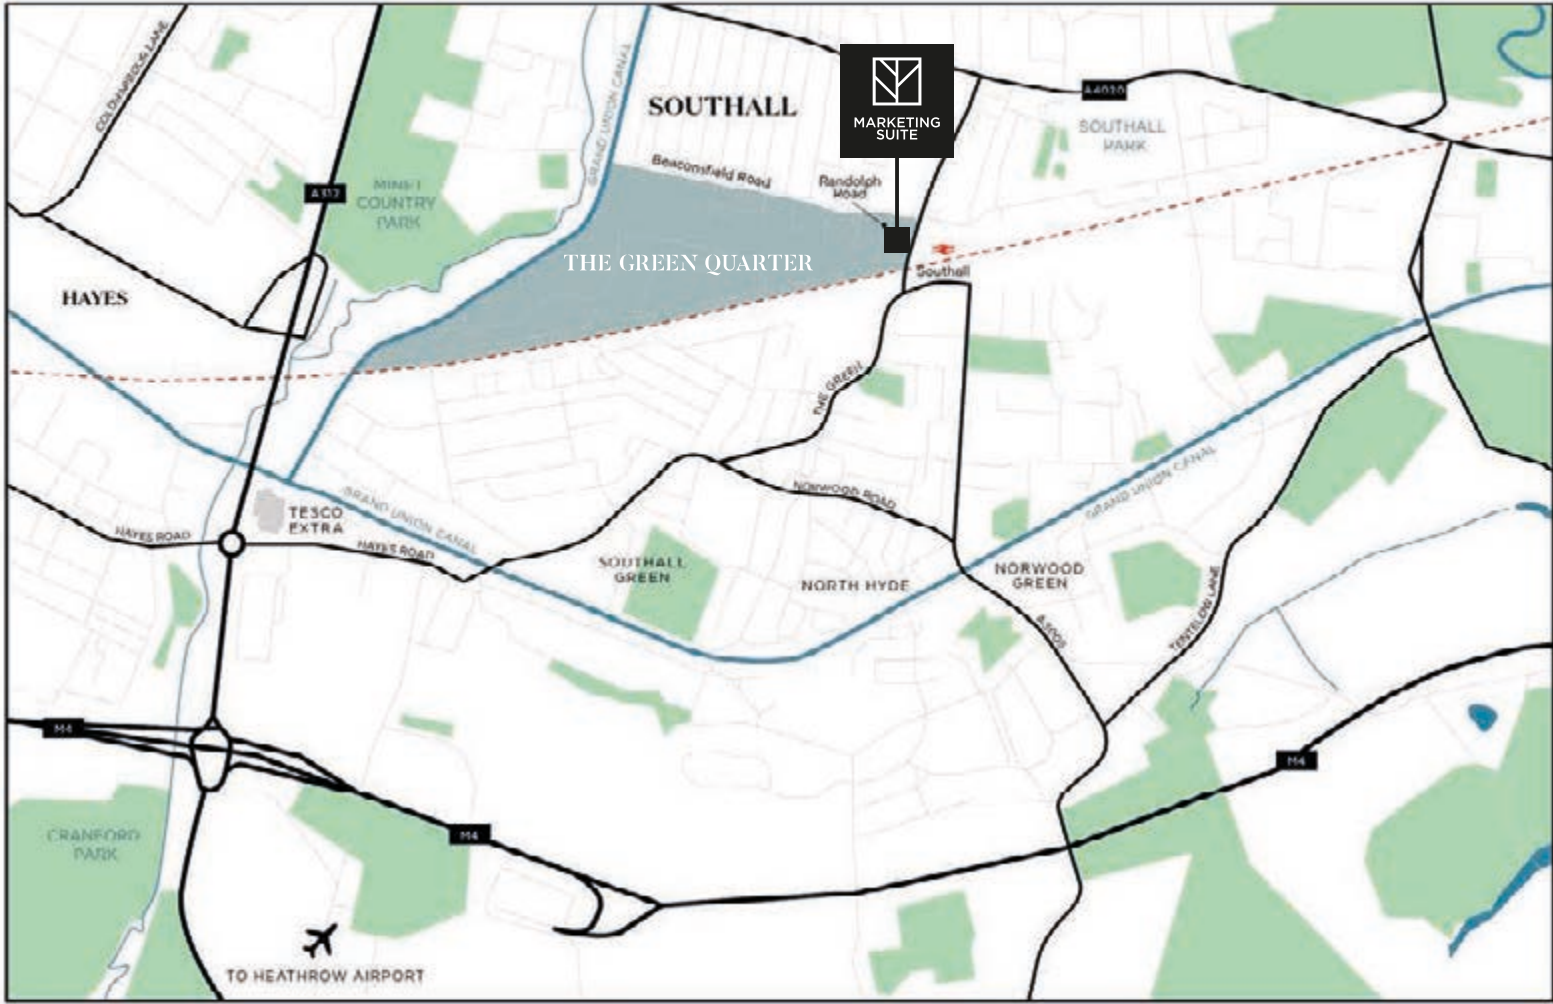 COLDHARBOUR LANE
GRAND UNION CANAL
SOUTHALL
MARKETING
SUITE
A4020
SOUTHALL
PARK
Beaconsfield Road
Randolph
Road
A312
MINET
COUNTRY
PARK
THE GREEN QUARTER
Southall
HAYES
THE GREEN
NORWOOD ROAD
GRAND UNION CANAL
GRAND UNION CANAL
TESCO
EXTRA
HAYES ROAD
HAYES ROAD
SOUTHALL
GREEN
NORTH HYDE
NORWOOD
GREEN
TENTELOW LANE
M4
M4
M4
CRANFORD
PARK
TO HEATHROW AIRPORT